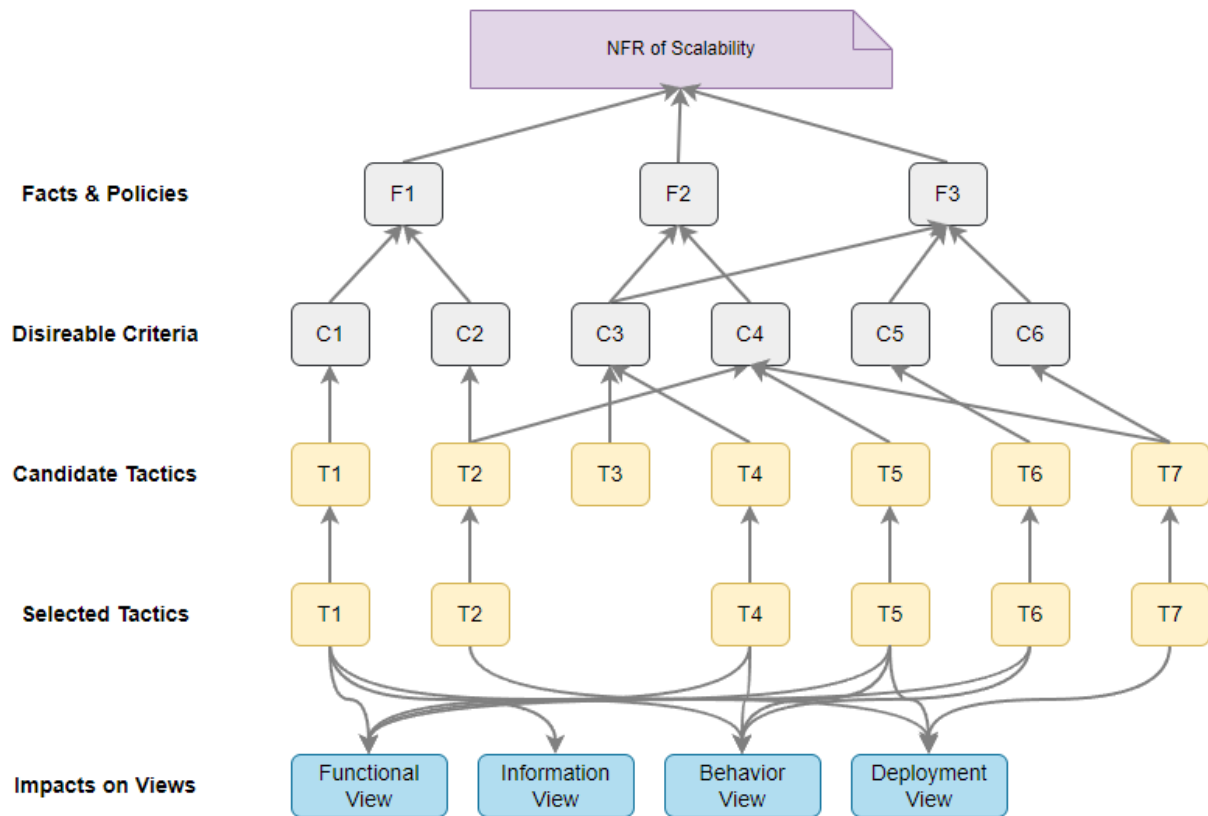 NFR of Scalability
Facts & Policies
F1
F2
F3
Disireable Criteria
C1
C2
C3
C4
C5
C6
Candidate Tactics
T1
T2
T3
T4
T5
T6
T7
Selected Tactics
T1
T2
T4
T5
T6
T7
Impacts on Views
Functional
View
Information
View
Behavior
View
Deployment
View